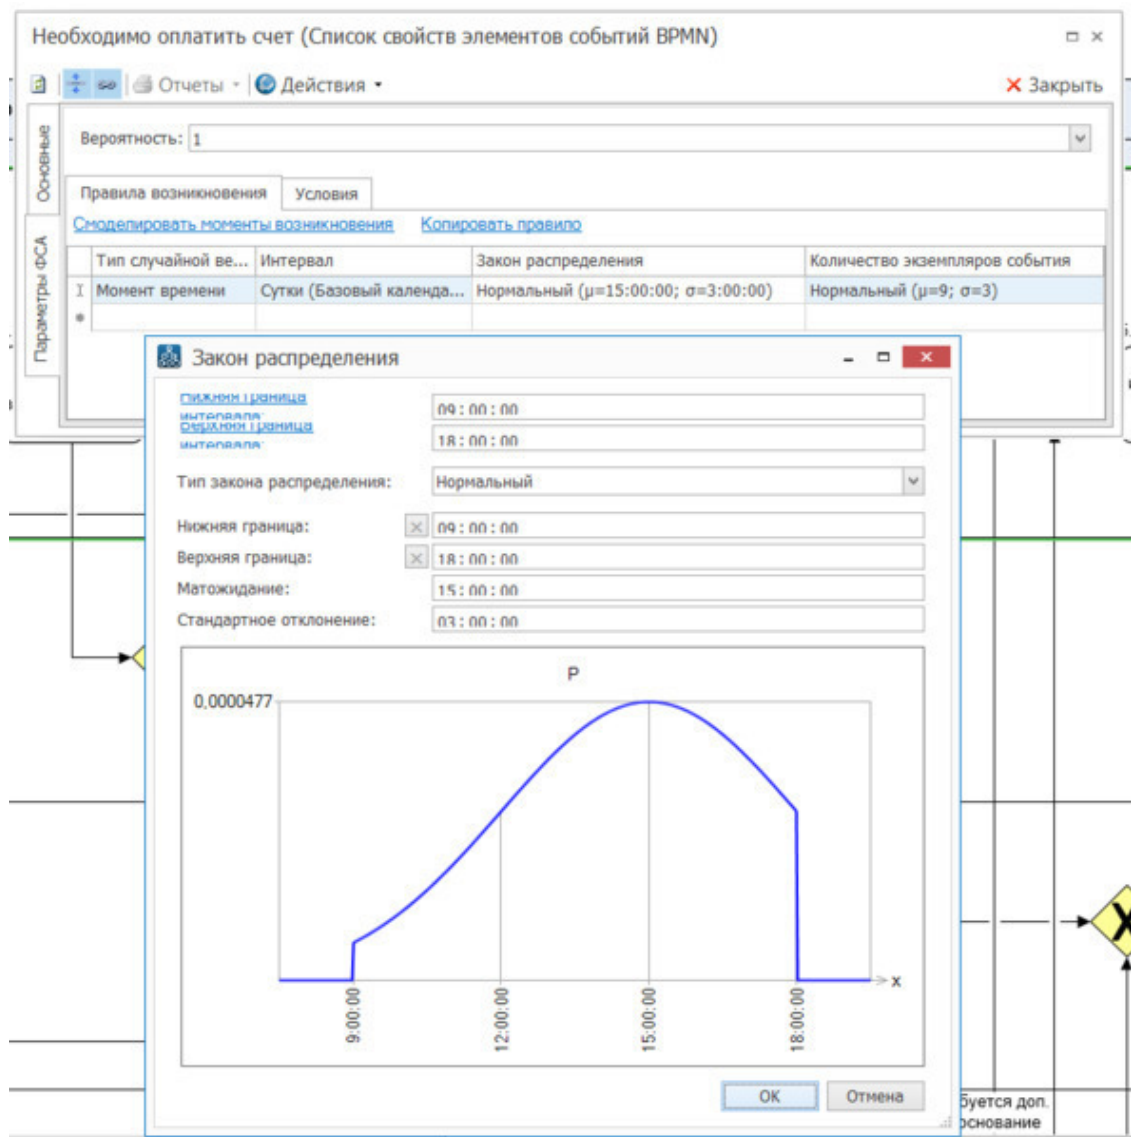 Необходимо оплатить счет (Список свойств элементов событий BPMN)
Отчеты Действия Закрыть
Основные
Параметры ФСА
Вероятность: 1
Правила возникновения Условия
Смоделировать моменты возникновения Копировать правило
Тип случайной ве... Интервал Закон распределения Количество экземпляров события
Момент времени Сутки (Базовый календа... Нормальный (μ=15:00:00; σ=3:00:00) Нормальный (μ=9; σ=3)
Закон распределения
Нижняя граница интервала: 09:00:00
Верхняя граница интервала: 18:00:00
Тип закона распределения: Нормальный
Нижняя граница: 09:00:00
Верхняя граница: 18:00:00
Матожидание: 15:00:00
Стандартное отклонение: 03:00:00
P
0,0000477
x
9:00:00 12:00:00 15:00:00 18:00:00
OK Отмена
буется доп.
основание
X